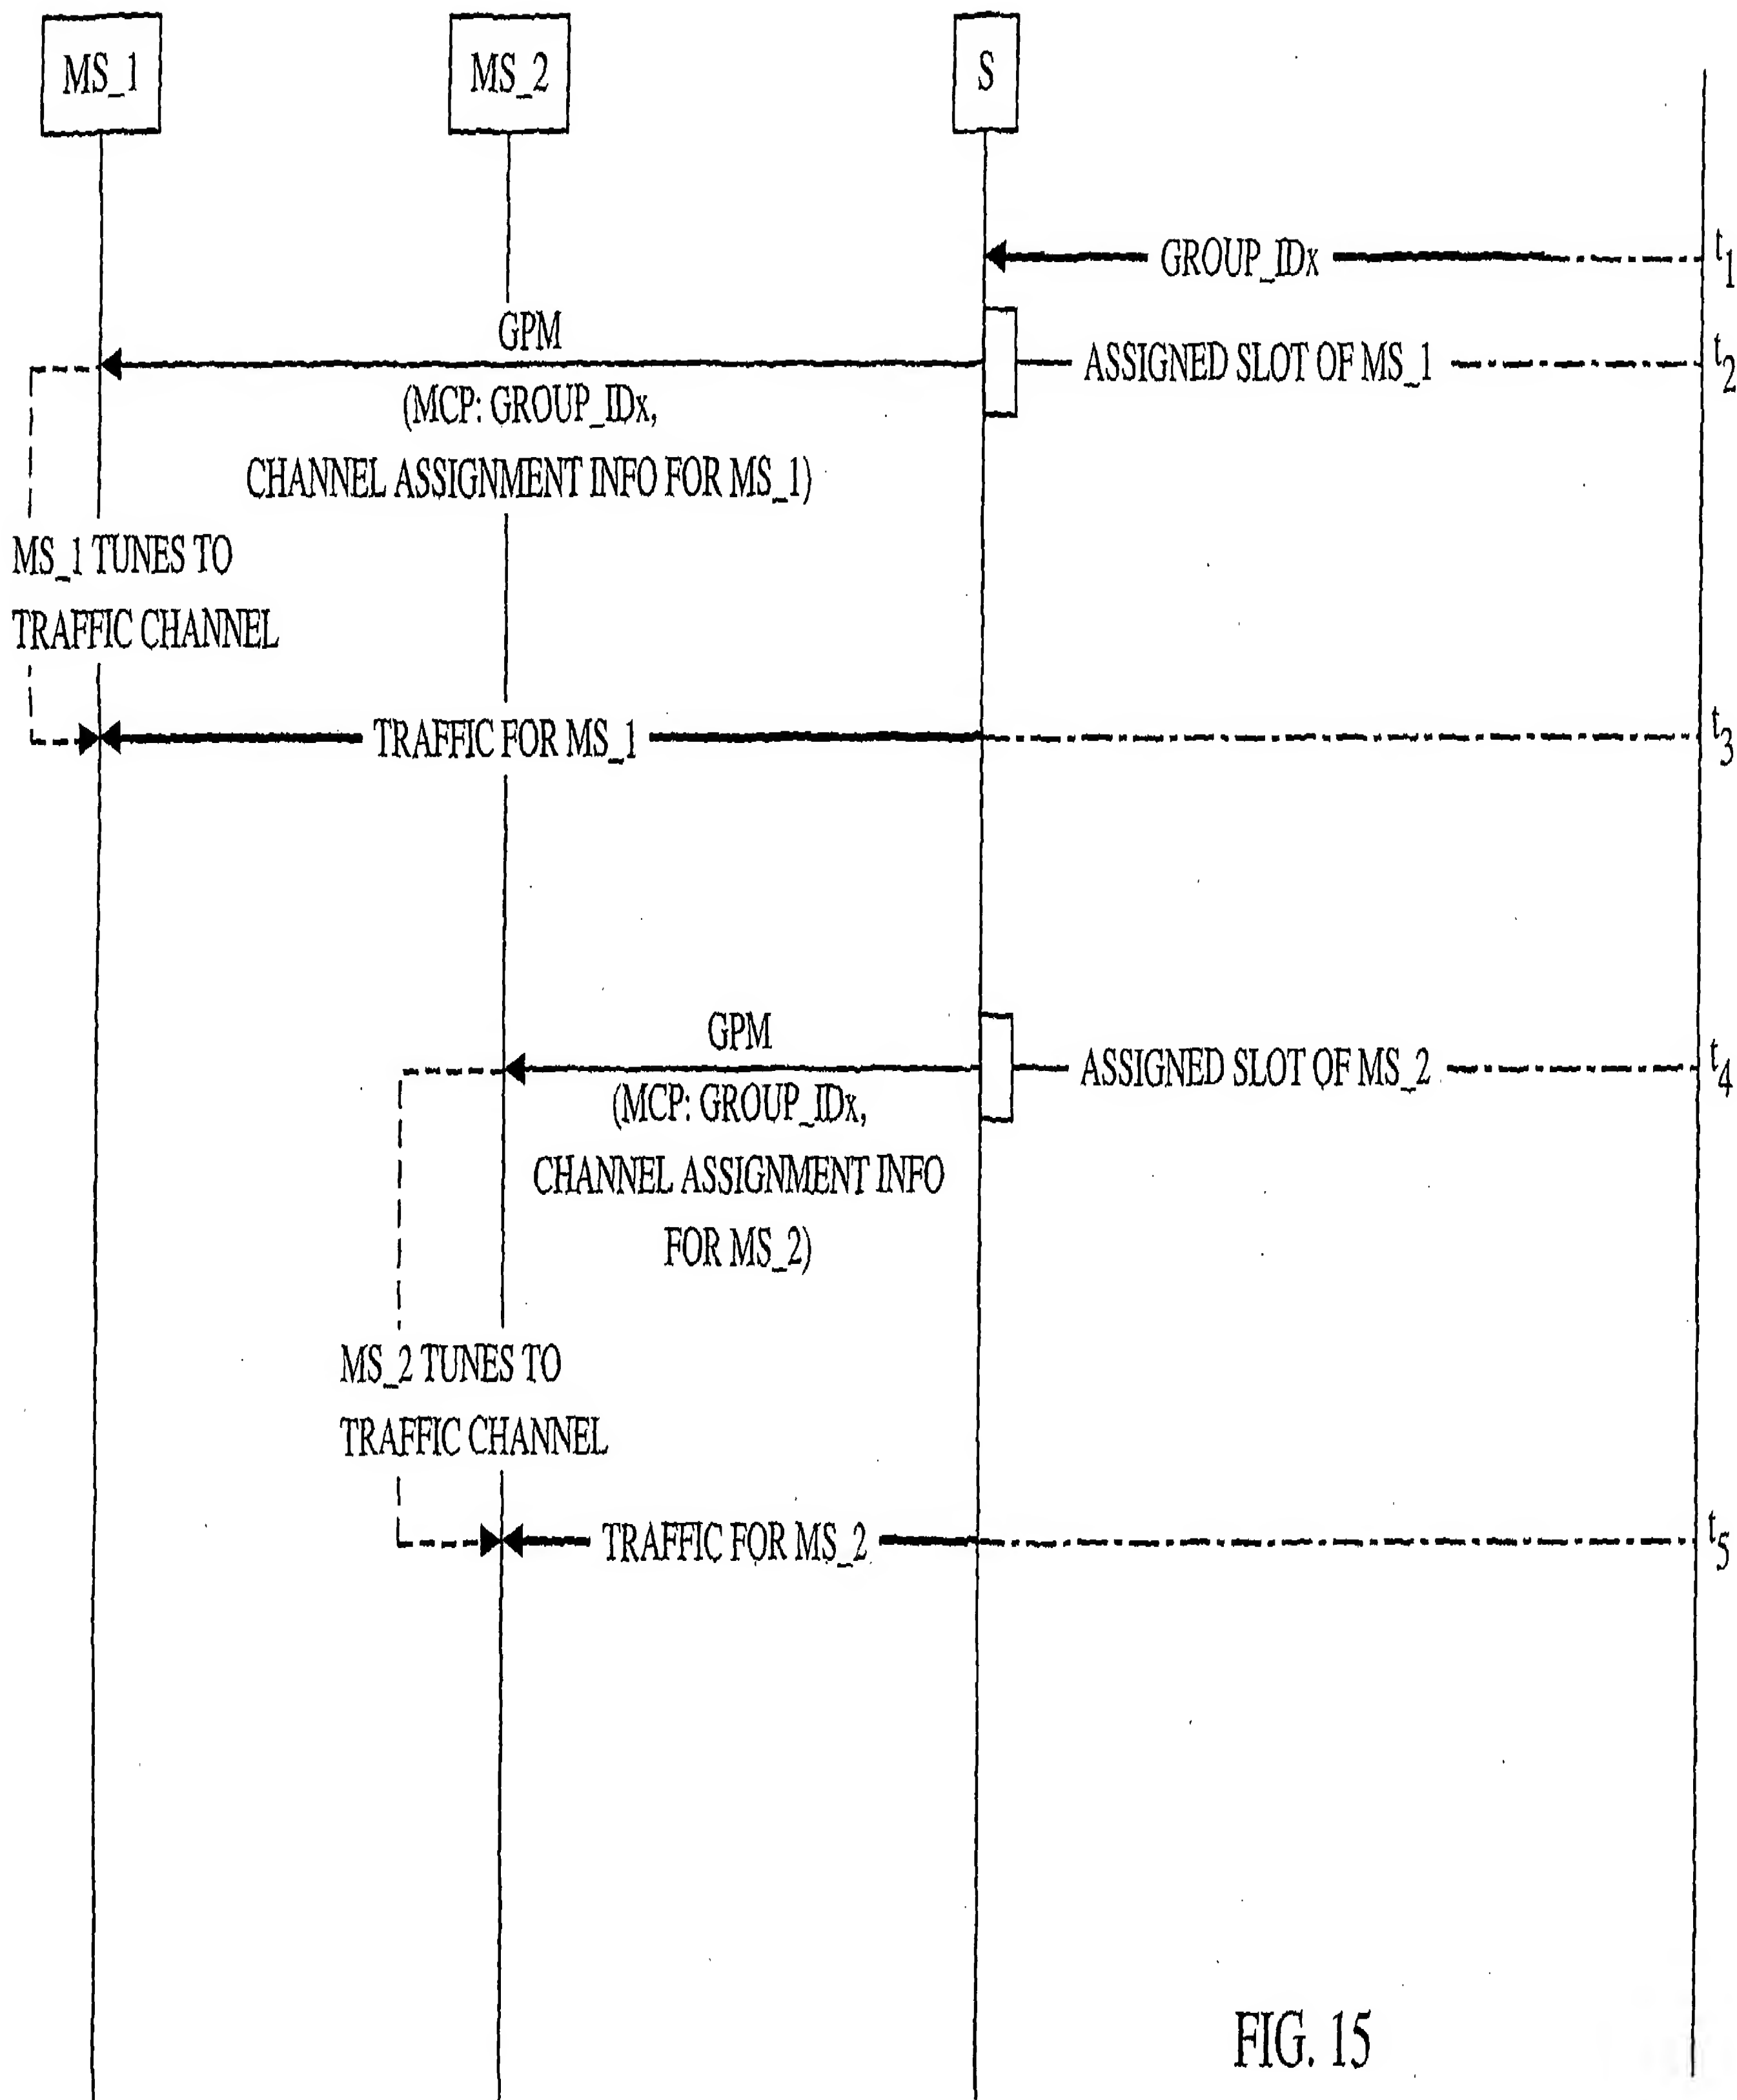 MS_1
MS_2
S
GROUP_IDx
t1
GPM
ASSIGNED SLOT OF MS_1
t2
(MCP: GROUP_IDx,
CHANNEL ASSIGNMENT INFO FOR MS_1)
MS_1 TUNES TO
TRAFFIC CHANNEL
TRAFFIC FOR MS_1
t3
GPM
ASSIGNED SLOT OF MS_2
t4
(MCP: GROUP_IDx,
CHANNEL ASSIGNMENT INFO
FOR MS_2)
MS_2 TUNES TO
TRAFFIC CHANNEL
TRAFFIC FOR MS_2
t5
FIG. 15